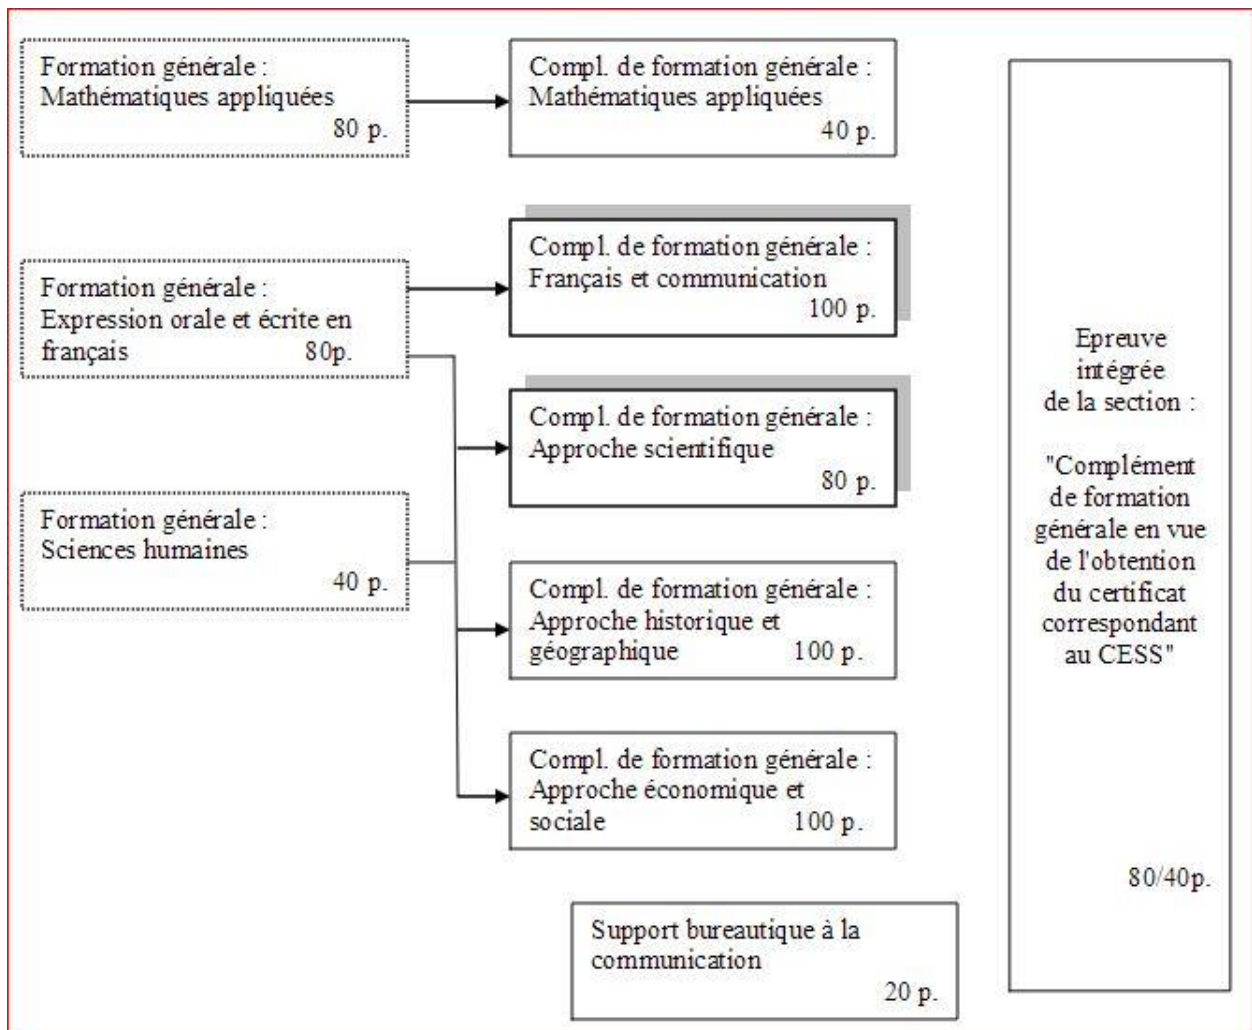 Formation générale :
Mathématiques appliquées
80 p.
Compl. de formation générale :
Mathématiques appliquées
40 p.
Formation générale :
Expression orale et écrite en
français 80p.
Compl. de formation générale :
Français et communication
100 p.
Compl. de formation générale :
Approche scientifique
80 p.
Formation générale :
Sciences humaines
40 p.
Compl. de formation générale :
Approche historique et
géographique 100 p.
Compl. de formation générale :
Approche économique et
sociale 100 p.
Support bureautique à la
communication
20 p.
Epreuve
intégrée
de la section :
"Complément
de formation
générale en vue
de l'obtention
du certificat
correspondant
au CESS"
80/40p.